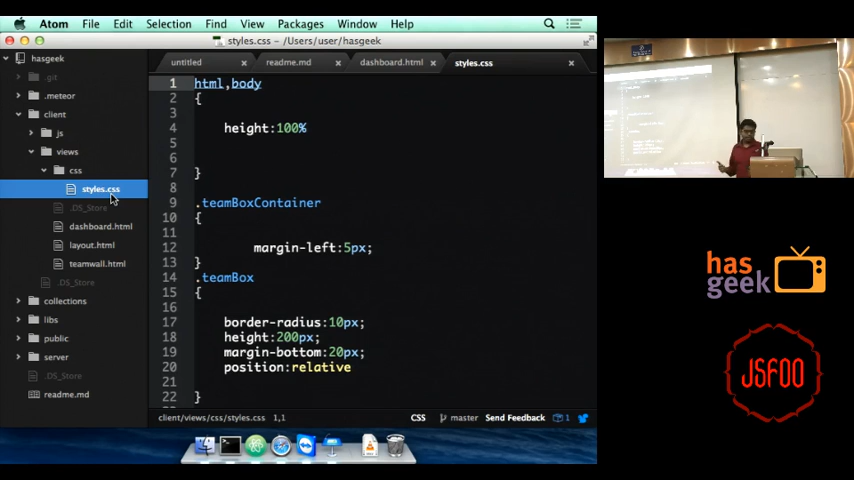 Atom File Edit View Selection Find View Packages Window Help
styles.css - /Users/user/hasgeek
hasgeek
.git
.meteor
client
js
views
css
styles.css
.DS_Store
dashboard.html
layout.html
teamwall.html
.DS_Store
collections
libs
public
server
.DS_Store
readme.md
untitled
readme.md
dashboard.html
styles.css
1 html,body
2 {
3
4 height:100%
5
6
7 }
8
9 .teamBoxContainer
10 {
11
12 margin-left:5px;
13 }
14 .teamBox
15 {
16
17 border-radius:10px;
18 height:200px;
19 margin-bottom:20px;
20 position:relative
21
22 }
client/views/css/styles.css 1,1 CSS master Send Feedback 1
has
geek
JSFOO